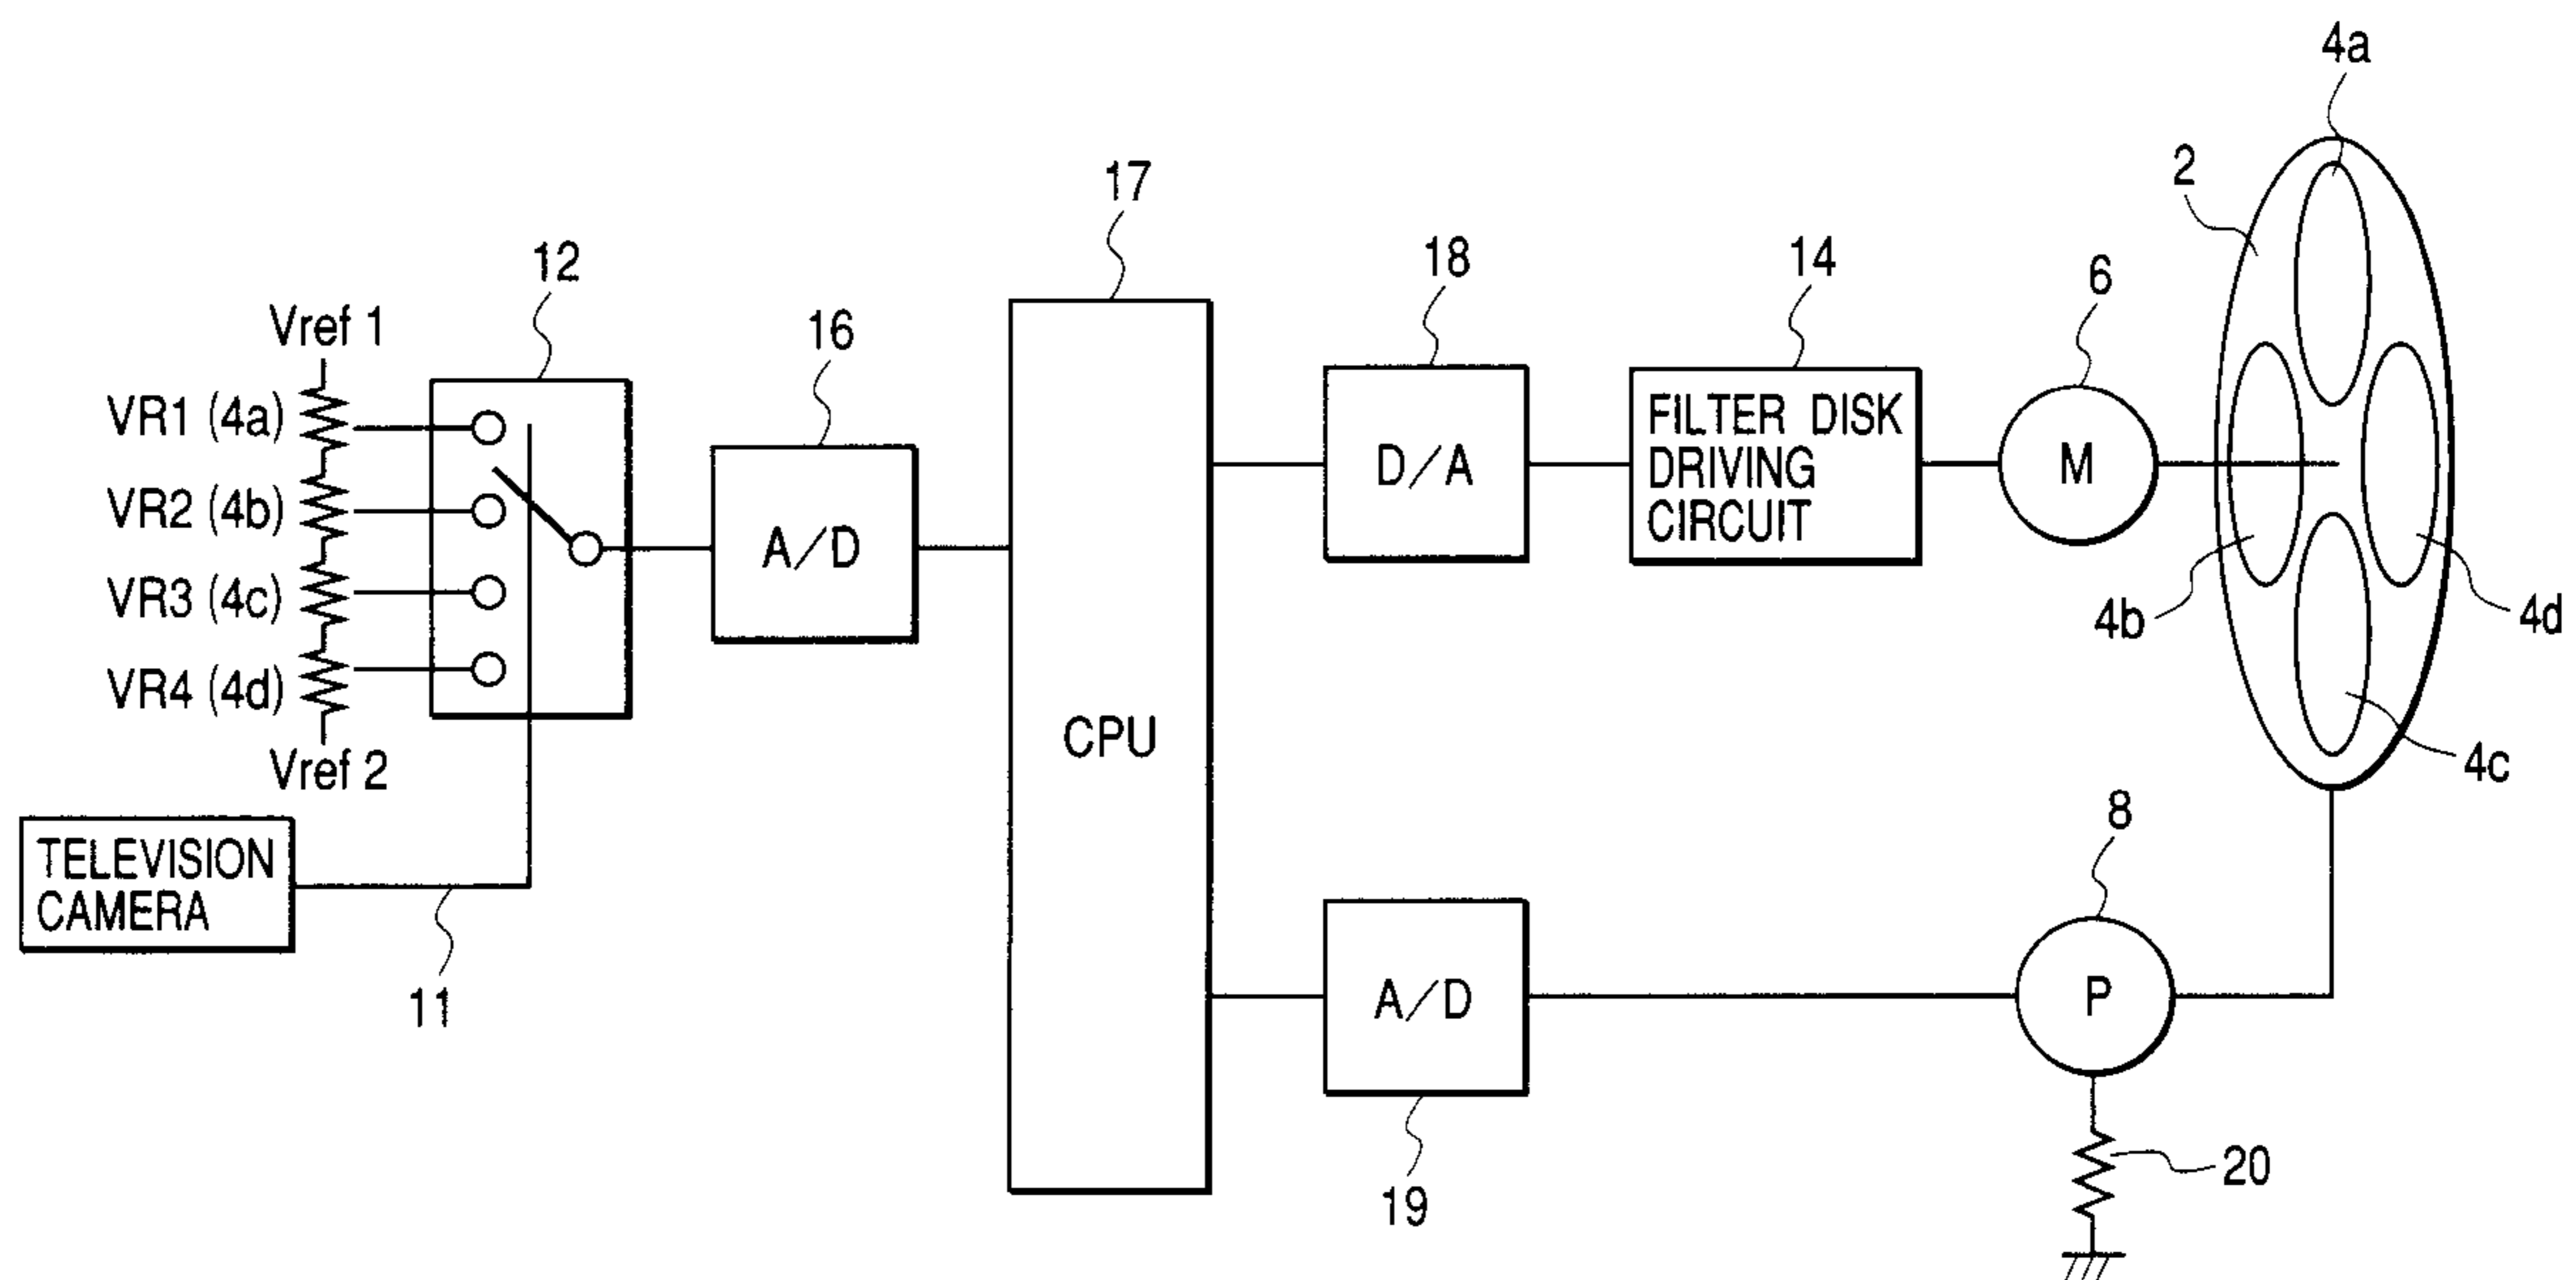 4a
2
17
12
18
14
6
Vref 1
16
VR1 (4a)
FILTER DISK
DRIVING
CIRCUIT
D/A
M
VR2 (4b)
A/D
VR3 (4c)
4b
4d
VR4 (4d)
CPU
Vref 2
4c
8
TELEVISION
CAMERA
11
A/D
P
20
19